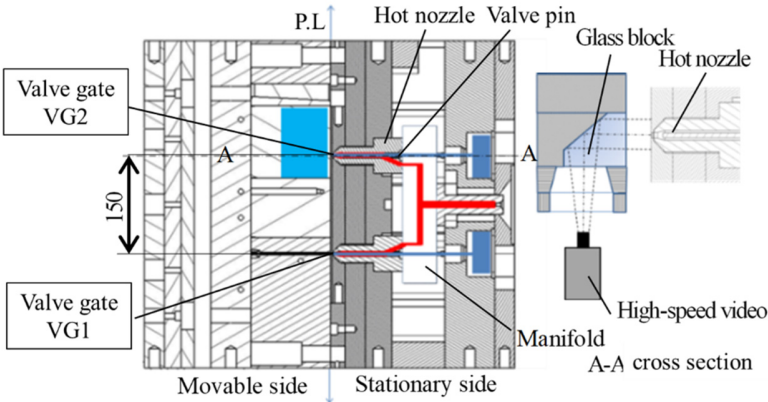 P.L
Hot nozzle
Valve pin
Glass block
Hot nozzle
Valve gate
VG2
A
A
150
Valve gate
VG1
High-speed video
Manifold
A-A cross section
Movable side
Stationary side